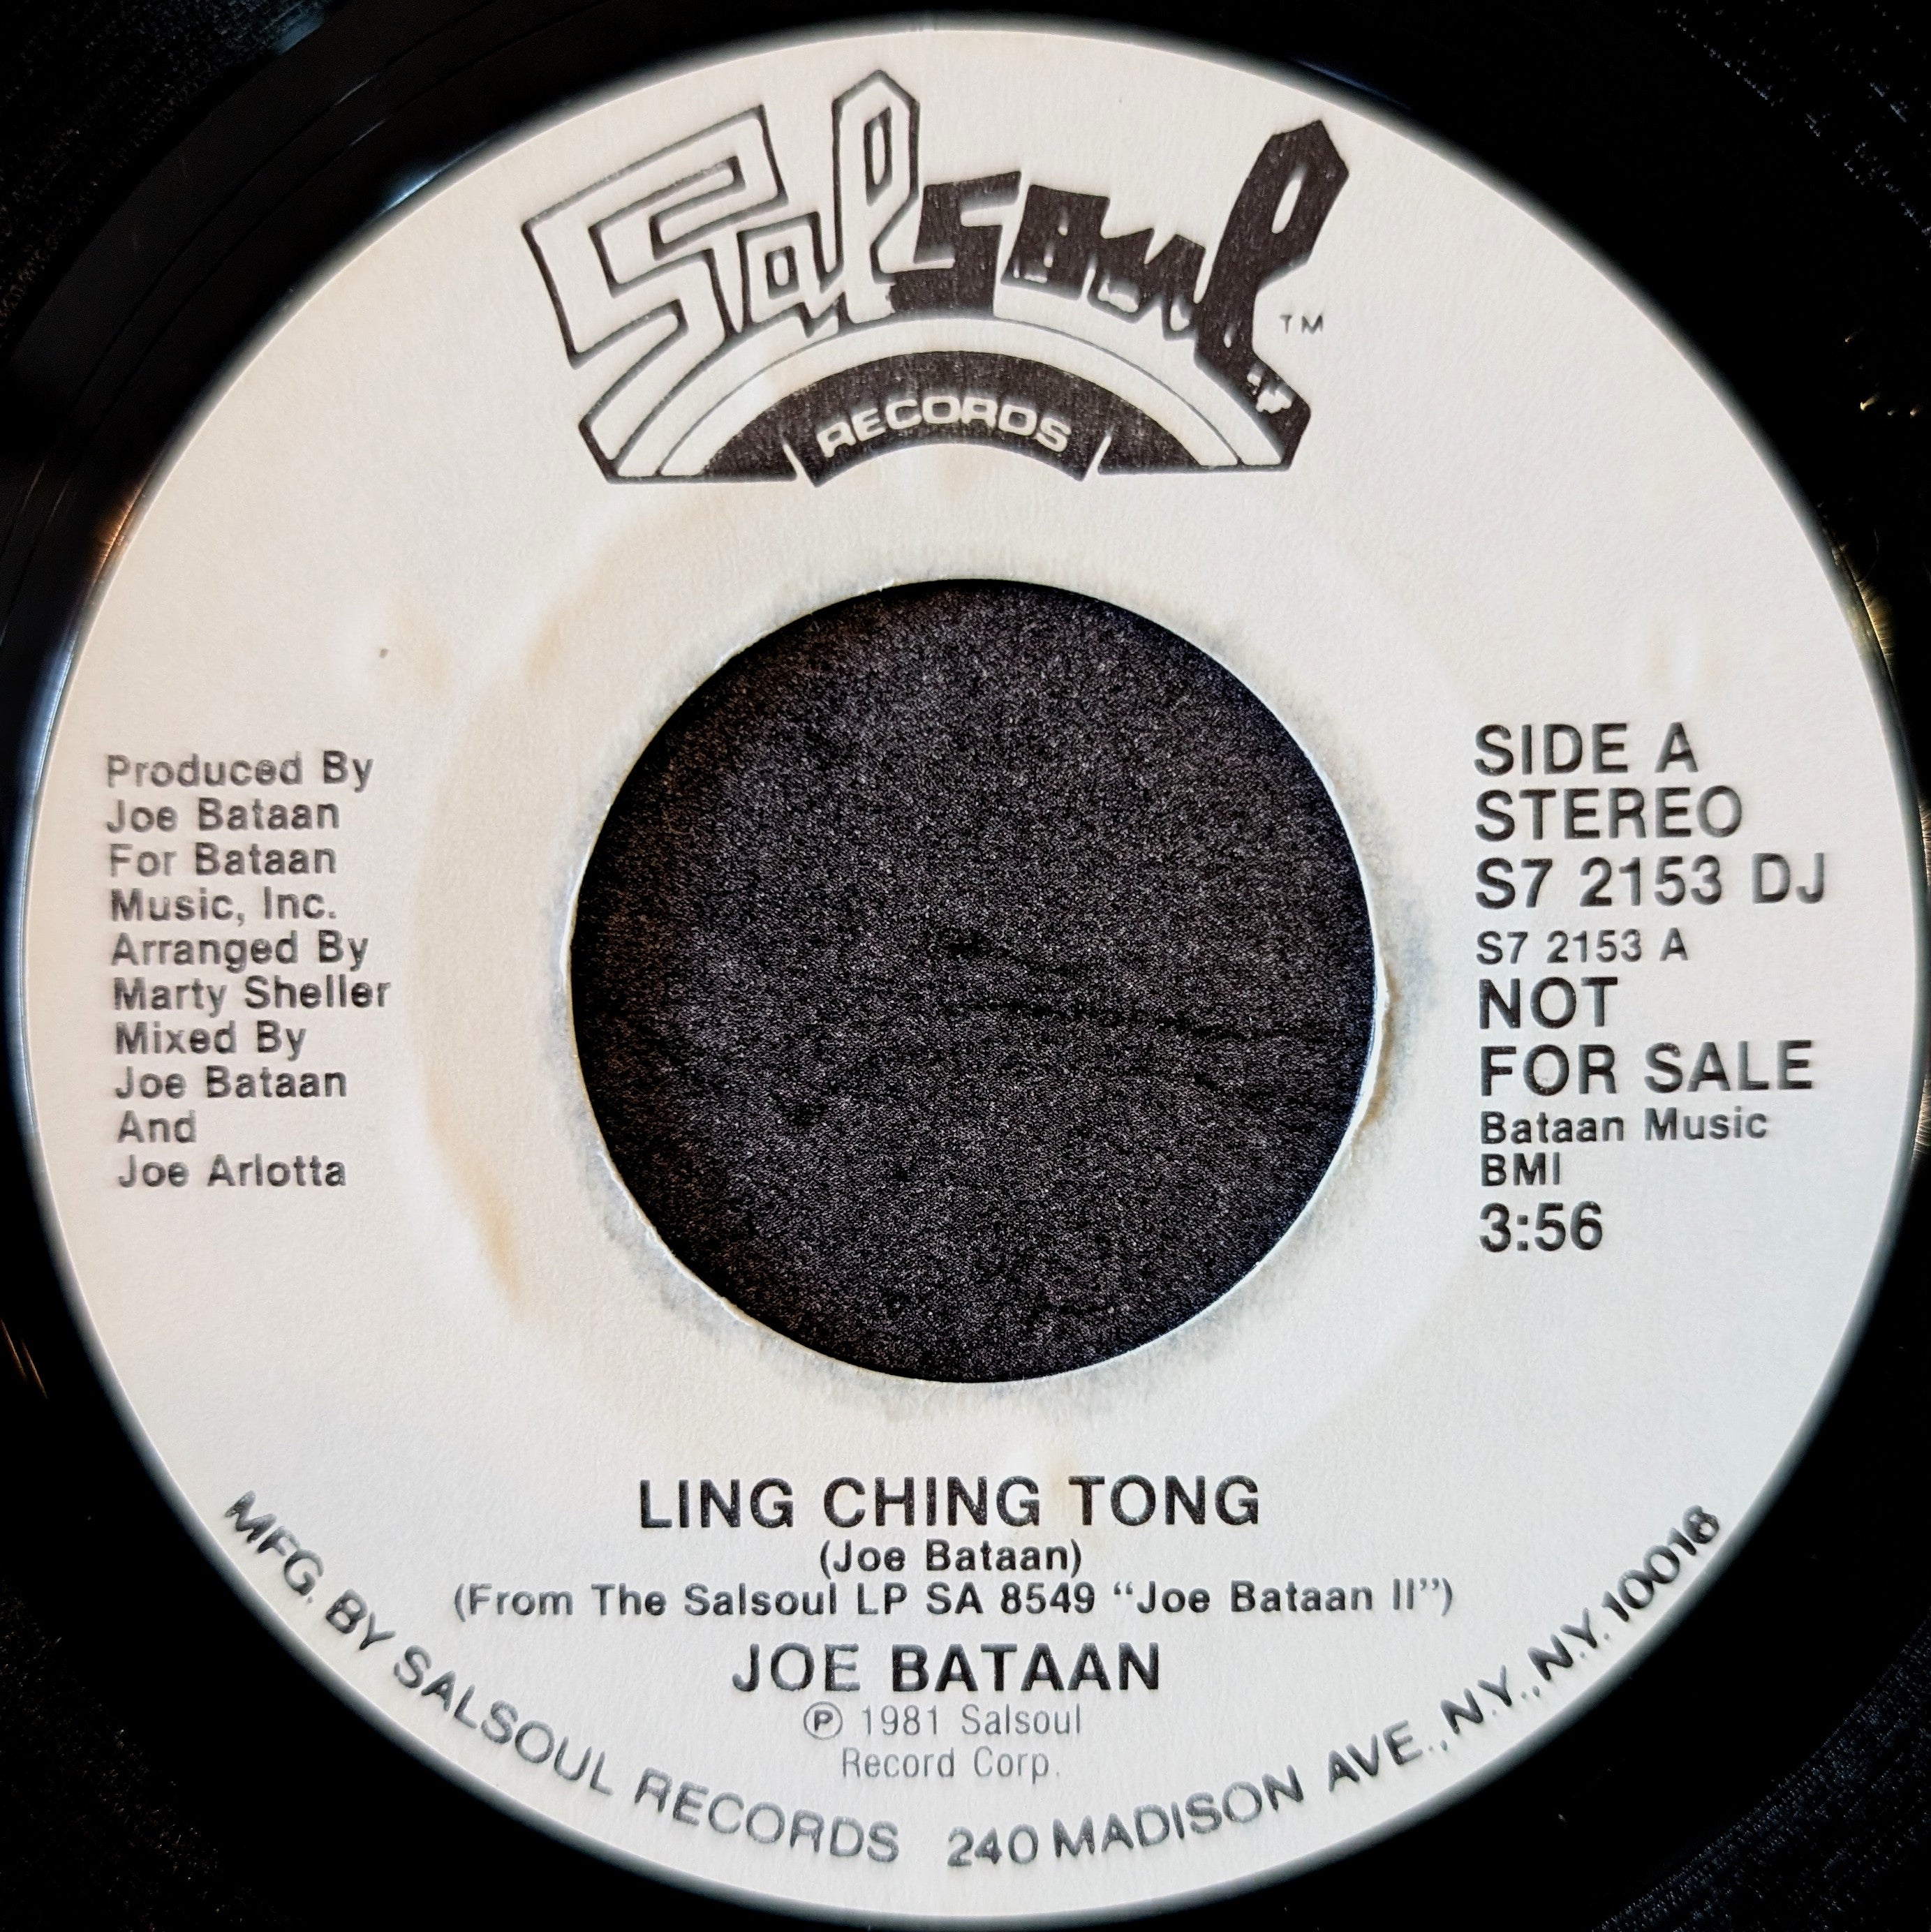 Salsoul TM
RECORDS
Produced By
Joe Bataan
For Bataan
Music, Inc.
Arranged By
Marty Sheller
Mixed By
Joe Bataan
And
Joe Arlotta
SIDE A
STEREO
S7 2153 DJ
S7 2153 A
NOT
FOR SALE
Bataan Music
BMI
3:56
LING CHING TONG
(Joe Bataan)
(From The Salsoul LP SA 8549 “Joe Bataan II”)
JOE BATAAN
Ⓟ 1981 Salsoul
Record Corp.
MFG. BY SALSOUL RECORDS 240 MADISON AVE., N.Y., N.Y. 10018